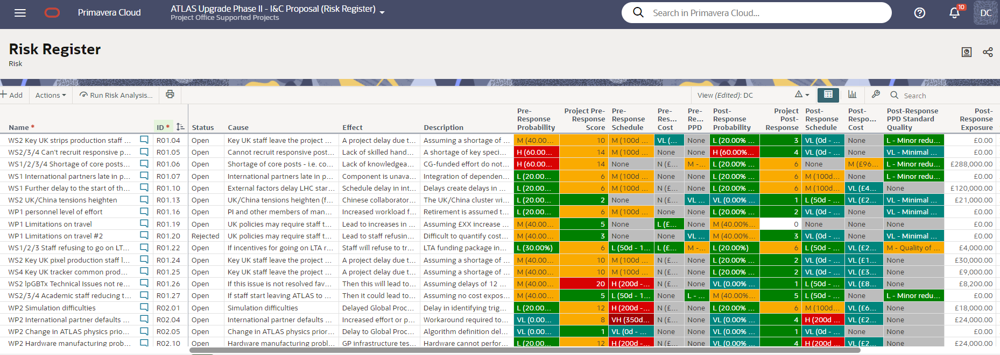 Primavera Cloud
ATLAS Upgrade Phase II - I&C Proposal (Risk Register)
Project Office Supported Projects
Search in Primavera Cloud...
10
DC
Risk Register
Risk
Add Actions Run Risk Analysis... View (Edited): DC Search
Name * ID * Status Cause Effect Description Pre-Response Probability Project Pre-Response Score Pre-Response Schedule Pre-Res... Cost Pre-Re... PPD Post-Response Probability Project Post-Response Post-Response Schedule Post-Respo... Cost Post-Response PPD Standard Quality Post-Response Exposure
WS2 Key UK strips production staff ... R01.04 Open Key UK staff leave the project ... A project delay due t... Assuming a shortage of ... M (40.00... 10 M (100d ... VL (... None L (20.00% ... 3 VL (0d - ... None L - Minor redu... £0.00
WS2/3/4 Can't recruit responsive p... R01.05 Open Cannot recruit responsive post... Lack of skilled hand... A shortage of key speci... H (60.00... 14 M (100d ... None None H (60.00%... 4 VL (0d - ... None VL - Minimal ... £0.00
WS1/2/3/4 Shortage of core posts... R01.06 Open Shortage of core posts - i.e. co... Lack of knowledgea... CG-funded effort do not... H (60.00... 14 None N (£... M -... L (20.00% ... 6 None M (£96... L - Minor redu... £288,000.00
WS1 International partners late in p... R01.07 Open International partners late in p... Component is unava... Integration of dependen... L (20.00... 6 M (100d ... None None L (20.00% ... 6 M (100d... None L - Minor redu... £0.00
WS1 Further delay to the start of th... R01.10 Open External factors delay LHC star... Schedule delay in int... Delays create delays in ... L (20.00... 6 M (100d ... N (£... None L (20.00% ... 6 M (100d... VL (£4... None £120,000.00
WS2 UK/China tensions heighten R01.13 Open UK/China tensions heighten (f... Chinese collaborator... The UK/China cluster wi... L (20.00... 2 None N (£... VL ... VL (0.00% ... 1 L (50d - ... VL (£2... VL - Minimal ... £21,000.00
WP1 personnel level of effort R01.16 Open PI and other members of man... Increased workload f... Retirement is assumed t... L (20.00... 6 M (100d ... None None L (20.00% ... 2 VL (0d - ... None VL - Minimal ... £0.00
WP1 Limitations on travel R01.19 Open UK policies may require staff t... Lead to increases in ... Assuming £XX increase ... M (40.00... 5 None L (£... None M (40.00%... 0 None None None £0.00
WP1 Limitations on travel #2 R01.20 Rejected UK policies may require staff t... Lead to staff refusin... Difficult to quantify cost... M (40.00... 3 None None VL ... M (40.00%... 3 VL (0d - ... None VL - Minimal ... £0.00
WS1/2/3 Staff refusing to go on LT... R01.22 Open If incentives for going on LTA r... Staff will refuse to tr... LTA funding package in... L (30.00%) 6 L (50d - 1... L (£... M -... L (20.00%) 6 L (50d - ... VL (£2... M - Quality of ... £4,000.00
WS2 Key UK pixel production staff l... R01.24 Open Key UK staff leave the project ... A project delay due t... Assuming a shortage of ... M (40.00... 10 M (100d ... N (£... None L (20.00% ... 2 VL (0d - ... VL (£1... None £30,000.00
WS4 Key UK tracker common prod... R01.25 Open Key UK staff leave the project ... A project delay due t... Assuming a shortage of ... M (40.00... 10 M (100d ... N (£... None L (20.00% ... 2 VL (0d - ... VL (£3... None £9,000.00
WS2 lpGBTx Technical Issues not re... R01.26 Open If this issue is not resolved fav... Then this will lead to... Assuming delays of 12 ... M (40.00... 20 H (200d -... N (£... None VL (0.00% ... 1 L (50d - ... VL (£8... None £8,200.00
WS2/3/4 Academic staff reducing t... R01.27 Open If staff start leaving ATLAS to ... Then it could lead to... Assuming no cost expos... M (40.00... 5 L (50d - 1... None L - ... M (40.00%... 5 L (50d - ... None L - Minor redu... £0.00
WP2 Simulation difficulties R02.01 Open Simulation difficulties Delayed Global Proc... Delay in identifying trig... L (20.00... 12 H (200d -... N (£... None L (20.00% ... 6 M (100d... VL (£6... None £18,000.00
WP2 International partner defaults ... R02.04 Open International partner defaults ... Increased effort or p... Workaround required to... VL (0.00... 8 VH (350d... N (£... None VL (0.00% ... 4 H (200d ... VL (£2... None £24,000.00
WP2 Change in ATLAS physics prio... R02.05 Open Change in ATLAS physics prior... Delay to Global Proc... Algorithm definition del... VL (0.00... 1 VL (0d - ... None None VL (0.00% ... 1 VL (0d - ... None None £0.00
WP2 Hardware manufacturing prob... R02.10 Open Hardware manufacturing probl... GP infrastructure tes... Hardware cannot perfor... L (20.00... 12 H (200d -... N (£... None VL (0.00% ... 4 H (200d ... VL (£2... None £24,000.00